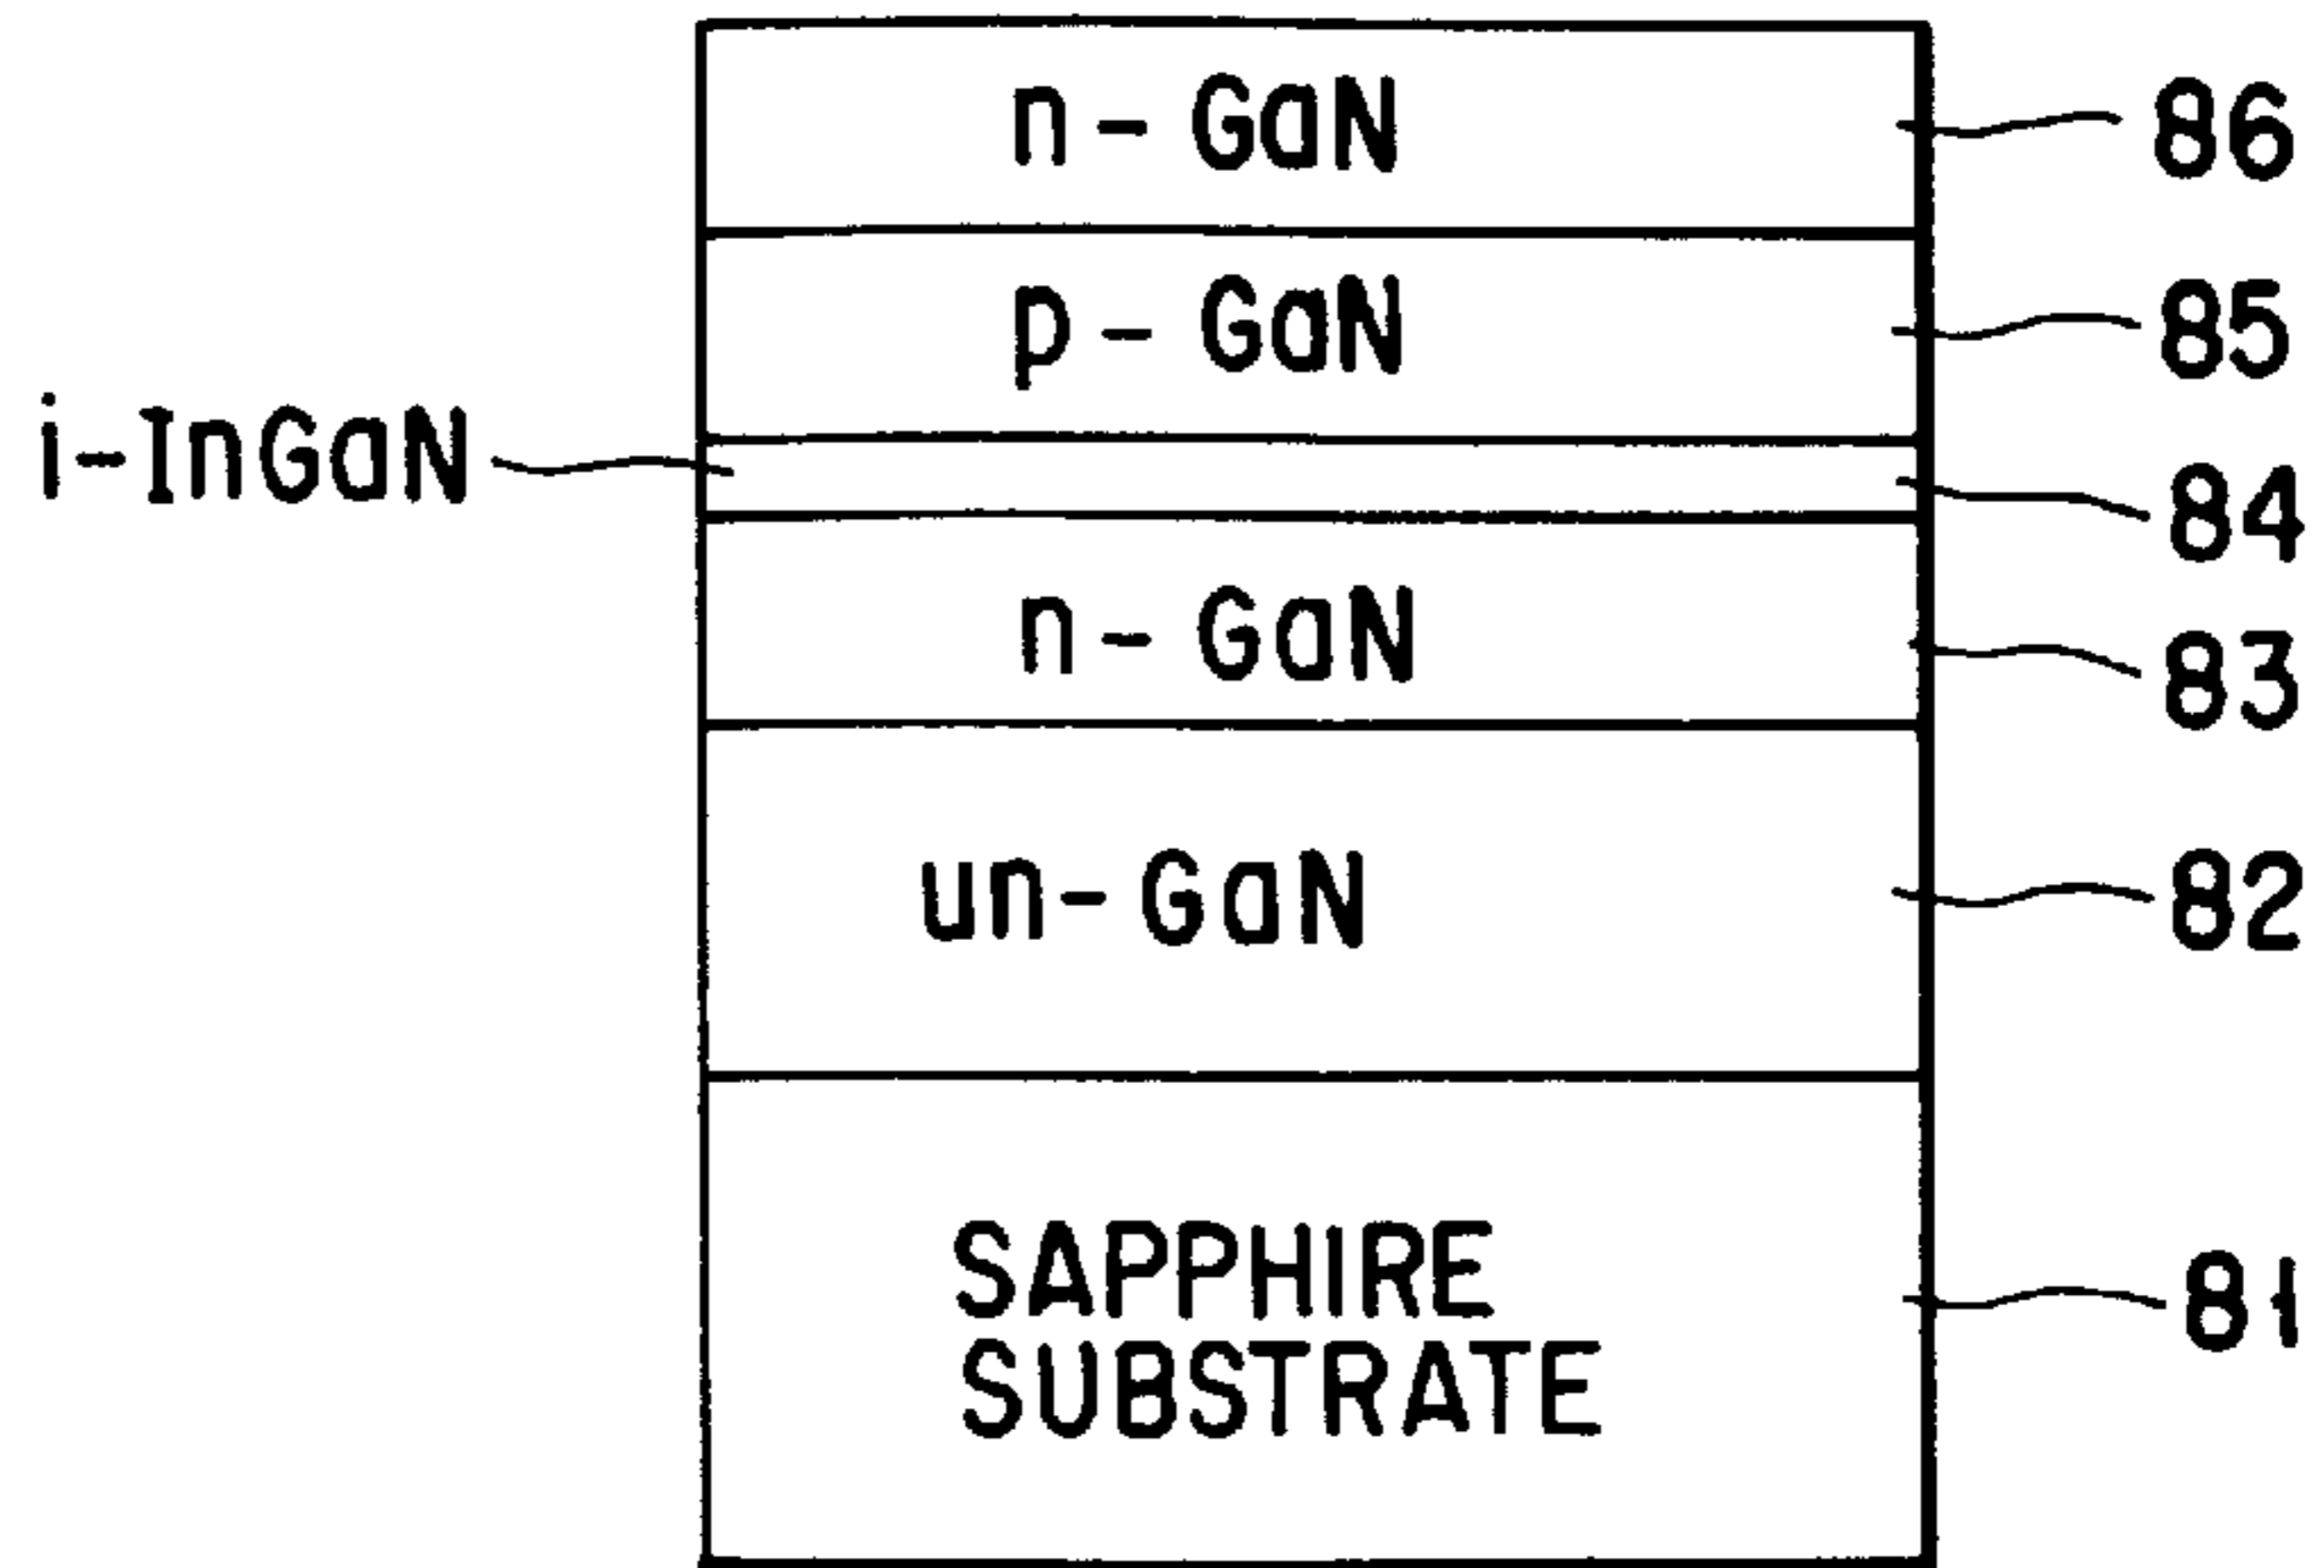 n-GaN 86
p-GaN 85
i-InGaN 84
n-GaN 83
un-GaN 82
SAPPHIRE
SUBSTRATE 81